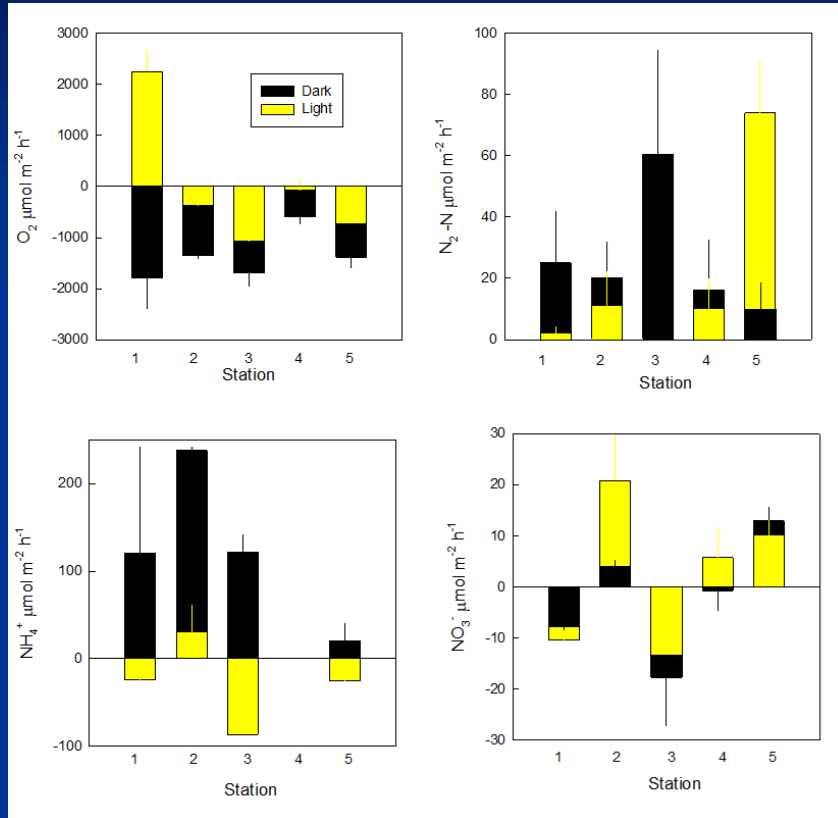 3000
2000
1000
0
-1000
-2000
-3000
O₂ μmol m⁻² h⁻¹
Dark
Light
1 2 3 4 5
Station
100
80
60
40
20
0
N₂ -N μmol m⁻² h⁻¹
1 2 3 4 5
Station
200
100
0
-100
NH₄⁺ μmol m⁻² h⁻¹
1 2 3 4 5
Station
30
20
10
0
-10
-20
-30
NO₃⁻ μmol m⁻² h⁻¹
1 2 3 4 5
Station